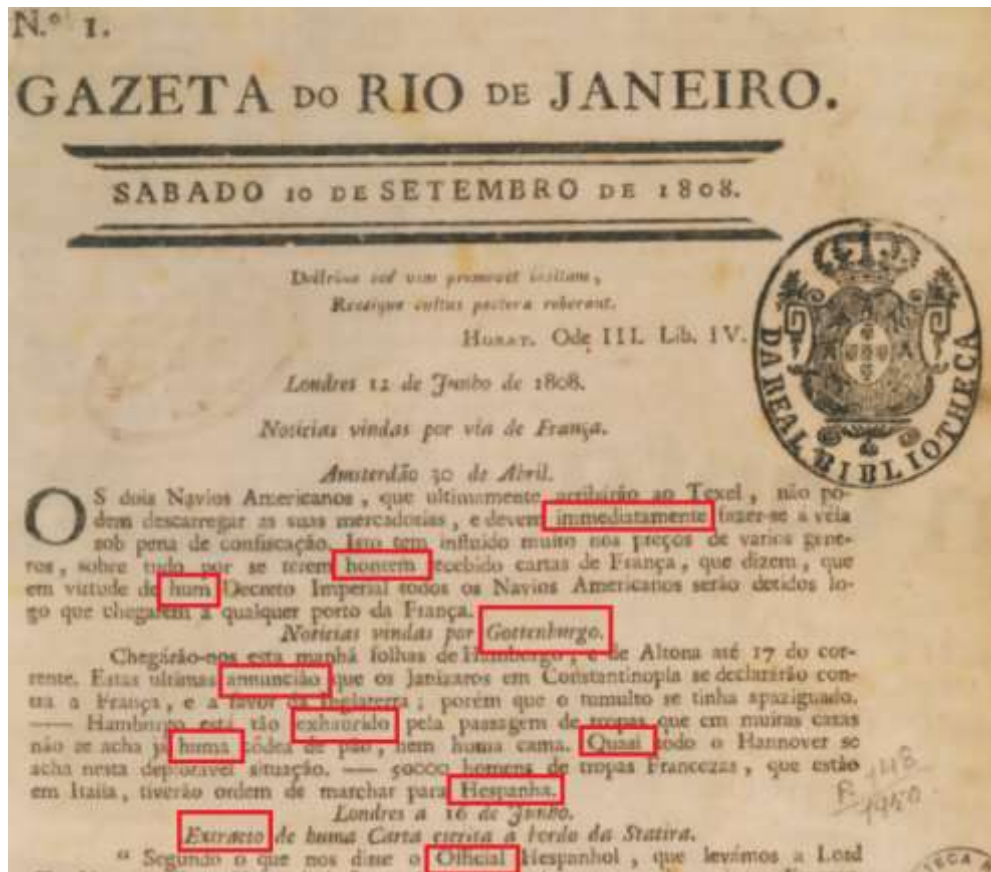 N.º 1.
GAZETA DO RIO DE JANEIRO.
SABADO 10 DE SETEMBRO DE 1808.
Doctrina sed vim promovet insitam,
Rectique cultus pectora roborant.
HORAT. Ode III. Lib. IV.
DA REAL BIBLIOTHECA
Londres 12 de Junho de 1808.
Noticias vindas por via de França.
Amsterdão 30 de Abril.
OS dois Navios Americanos, que ultimamente arribárão ao Texel, não po-
dem descarregar as suas mercadorias, e devem immediatamente fazer-se á vela
sob pena de confiscação. Isto tem influido muito nos preços de varios gene-
ros, sobre tudo por se terem hontem recebido cartas de França, que dizem, que
em virtude de hum Decreto Imperial todos os Navios Americanos serão detidos lo-
go que chegarem a qualquer porto da França.
Noticias vindas por Gottenburgo.
Chegárão-nos esta manhã folhas de Hamburgo, e de Altona até 17 do cor-
rente. Estas ultimas annuncião que os Janizaros em Constantinopla se declarárão con-
tra a França, e a favor da Inglaterra; porém que o tumulto se tinha apaziguado.
—— Hamburgo está tão exhaurido pela passagem de tropas que em muitas casas
não se acha já huma côdea de pão, nem huma cama. Quasi todo o Hannover se
acha nesta deploravel situação. —— 50000 homens de tropas Francezas, que estão
em Italia, tiverão ordem de marchar para Hespanha.
Londres a 16 de Junho.
Extracto de huma Carta escrita a bordo da Statira.
" Segundo o que nos disse o Official Hespanhol, que levámos a Lord